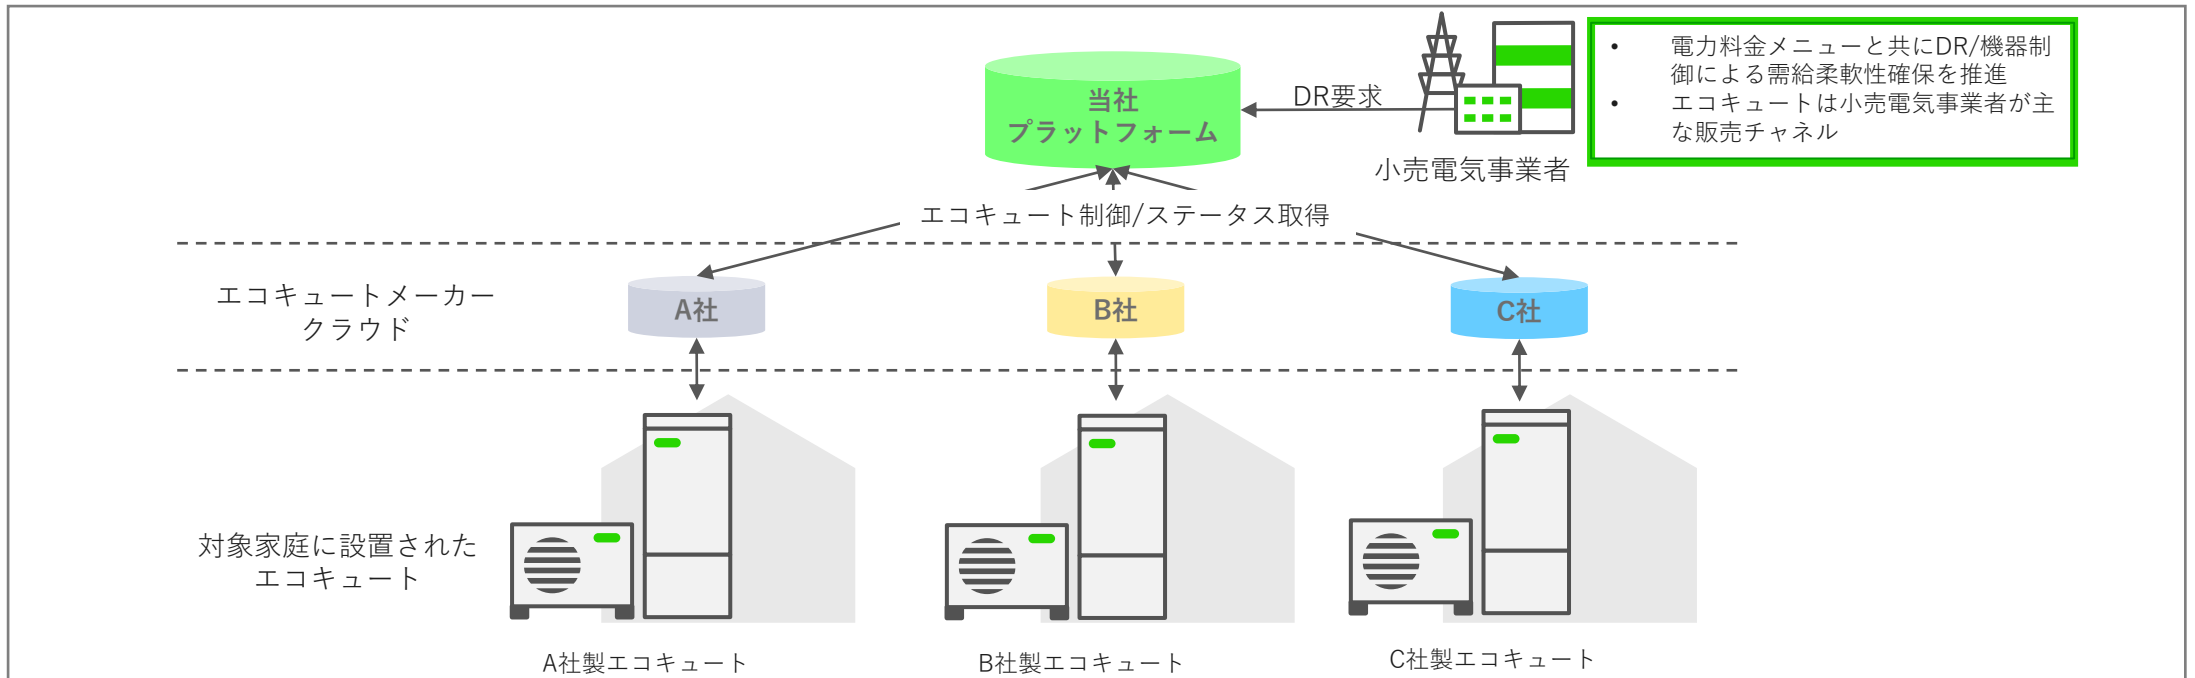 • 電力料金メニューと共にDR/機器制
御による需給柔軟性確保を推進
• エコキュートは小売電気事業者が主
な販売チャネル
当社
プラットフォーム
DR要求
小売電気事業者
エコキュート制御/ステータス取得
エコキュートメーカー
クラウド
A社
B社
C社
対象家庭に設置された
エコキュート
A社製エコキュート
B社製エコキュート
C社製エコキュート